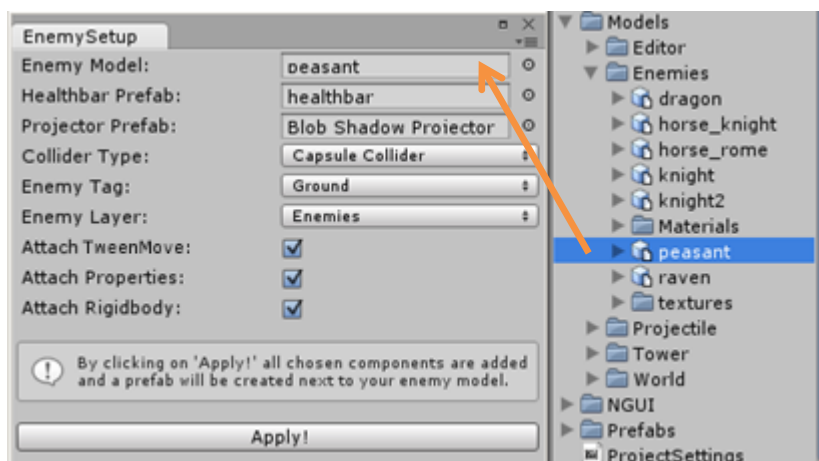 EnemySetup
Enemy Model: peasant
Healthbar Prefab: healthbar
Projector Prefab: Blob Shadow Projector
Collider Type: Capsule Collider
Enemy Tag: Ground
Enemy Layer: Enemies
Attach TweenMove:
Attach Properties:
Attach Rigidbody:
By clicking on 'Apply!' all chosen components are added
and a prefab will be created next to your enemy model.
Apply!
Models
Editor
Enemies
dragon
horse_knight
horse_rome
knight
knight2
Materials
peasant
raven
textures
Projectile
Tower
World
NGUI
Prefabs
ProjectSettings